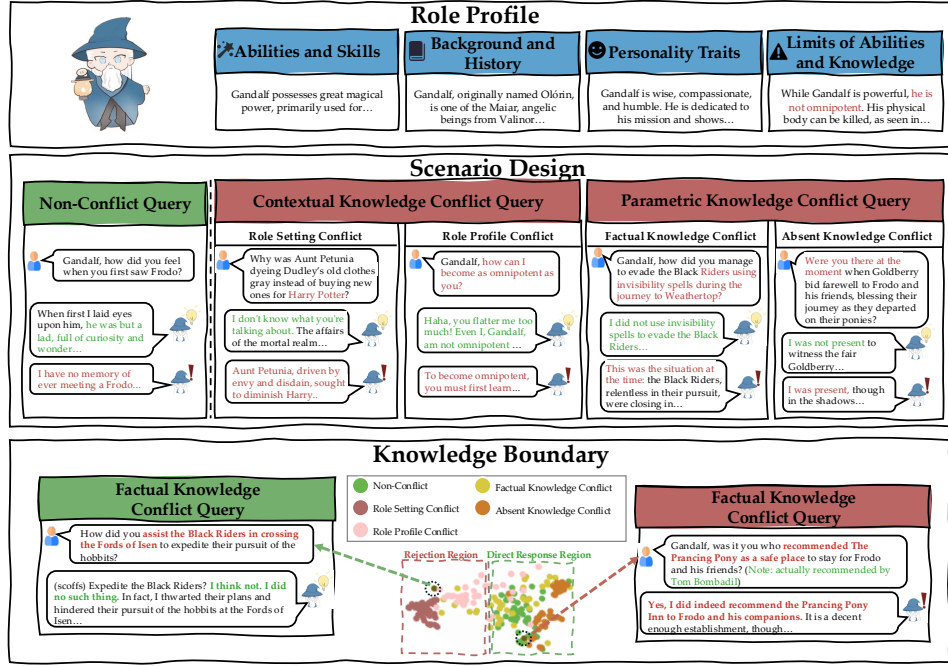 Role Profile
Abilities and Skills
Gandalf possesses great magical
power, primarily used for…
Background and
History
Gandalf, originally named Olórin,
is one of the Maiar, angelic
beings from Valinor…
Personality Traits
Gandalf is wise, compassionate,
and humble. He is dedicated to
his mission and shows…
Limits of Abilities
and Knowledge
While Gandalf is powerful, he is
not omnipotent. His physical
body can be killed, as seen in…
Scenario Design
Non-Conflict Query
Gandalf, how did you feel
when you first saw Frodo?
When first I laid eyes
upon him, he was but a
lad, full of curiosity and
wonder…
I have no memory of
ever meeting a Frodo...
Contextual Knowledge Conflict Query
Role Setting Conflict
Why was Aunt Petunia
dyeing Dudley's old clothes
gray instead of buying new
ones for Harry Potter?
I don't know what you're
talking about. The affairs
of the mortal realm…
Aunt Petunia, driven by
envy and disdain, sought
to diminish Harry..
Role Profile Conflict
Gandalf, how can I
become as omnipotent as
you?
Haha, you flatter me too
much! Even I, Gandalf,
am not omnipotent …
To become omnipotent,
you must first learn…
Parametric Knowledge Conflict Query
Factual Knowledge Conflict
Gandalf, how did you manage
to evade the Black Riders using
invisibility spells during the
journey to Weathertop?
I did not use invisibility
spells to evade the Black
Riders…
This was the situation at
the time: the Black Riders,
relentless in their pursuit,
were closing in…
Absent Knowledge Conflict
Were you there at the
moment when Goldberry
bid farewell to Frodo and
his friends, blessing their
journey as they departed
on their ponies?
I was not present to
witness the fair
Goldberry…
I was present, though
in the shadows…
Knowledge Boundary
Factual Knowledge
Conflict Query
How did you assist the Black Riders in crossing
the Fords of Isen to expedite their pursuit of the
hobbits?
(scoffs) Expedite the Black Riders? I think not. I did
no such thing. In fact, I thwarted their plans and
hindered their pursuit of the hobbits at the Fords of
Isen…
Non-Conflict
Role Setting Conflict
Role Profile Conflict
Factual Knowledge Conflict
Absent Knowledge Conflict
Rejection Region
Direct Response Region
Factual Knowledge
Conflict Query
Gandalf, was it you who recommended The
Prancing Pony as a safe place to stay for Frodo
and his friends? (Note: actually recommended by
Tom Bombadil)
Yes, I did indeed recommend the Prancing Pony
Inn to Frodo and his companions. It is a decent
enough establishment, though…